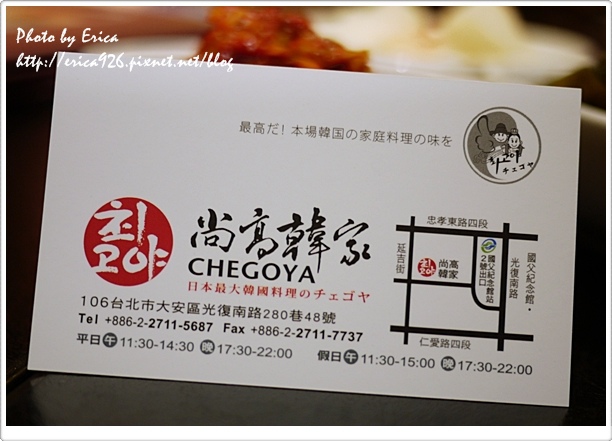 Photo by Erica
http://erica926.pixnet.net/blog
最高だ!本場韓国の家庭料理の味を
최고야
チェゴヤ
최고야
尚高韓家
CHEGOYA
日本最大韓國料理のチェゴヤ
106台北市大安區光復南路280巷48號
Tel +886-2-2711-5687 Fax +886-2-2711-7737
平日午11:30-14:30 晚17:30-22:00 假日午11:30-15:00 晚17:30-22:00
忠孝東路四段
延吉街
최고야
尚高
韓家
國父紀念館站
2號出口
光復南路
國父紀念館・
仁愛路四段